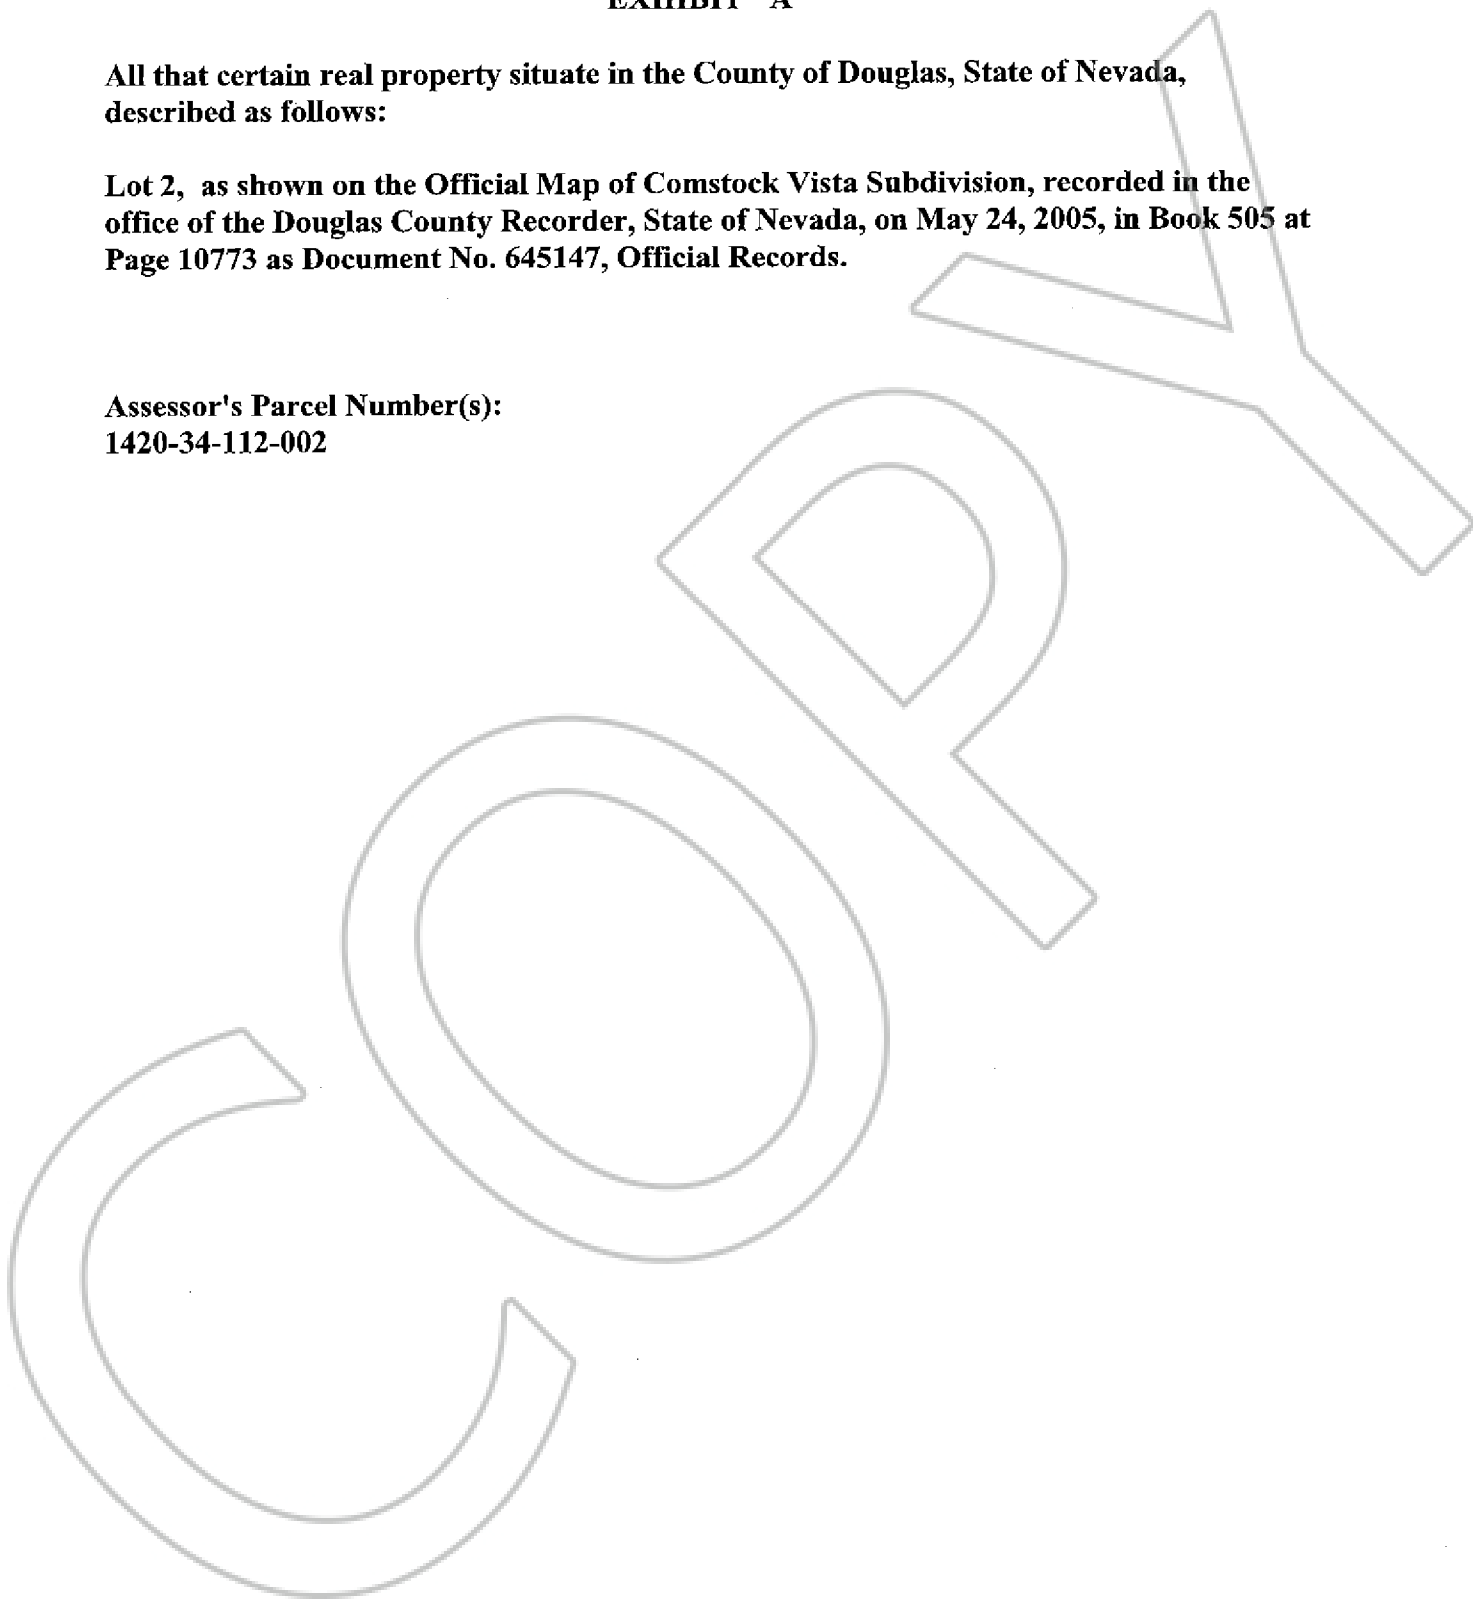 EXHIBIT "A"
All that certain real property situate in the County of Douglas, State of Nevada,
described as follows:
Lot 2,  as shown on the Official Map of Comstock Vista Subdivision, recorded in the
office of the Douglas County Recorder, State of Nevada, on May 24, 2005, in Book 505 at
Page 10773 as Document No. 645147, Official Records.
Assessor's Parcel Number(s):
1420-34-112-002
COPY